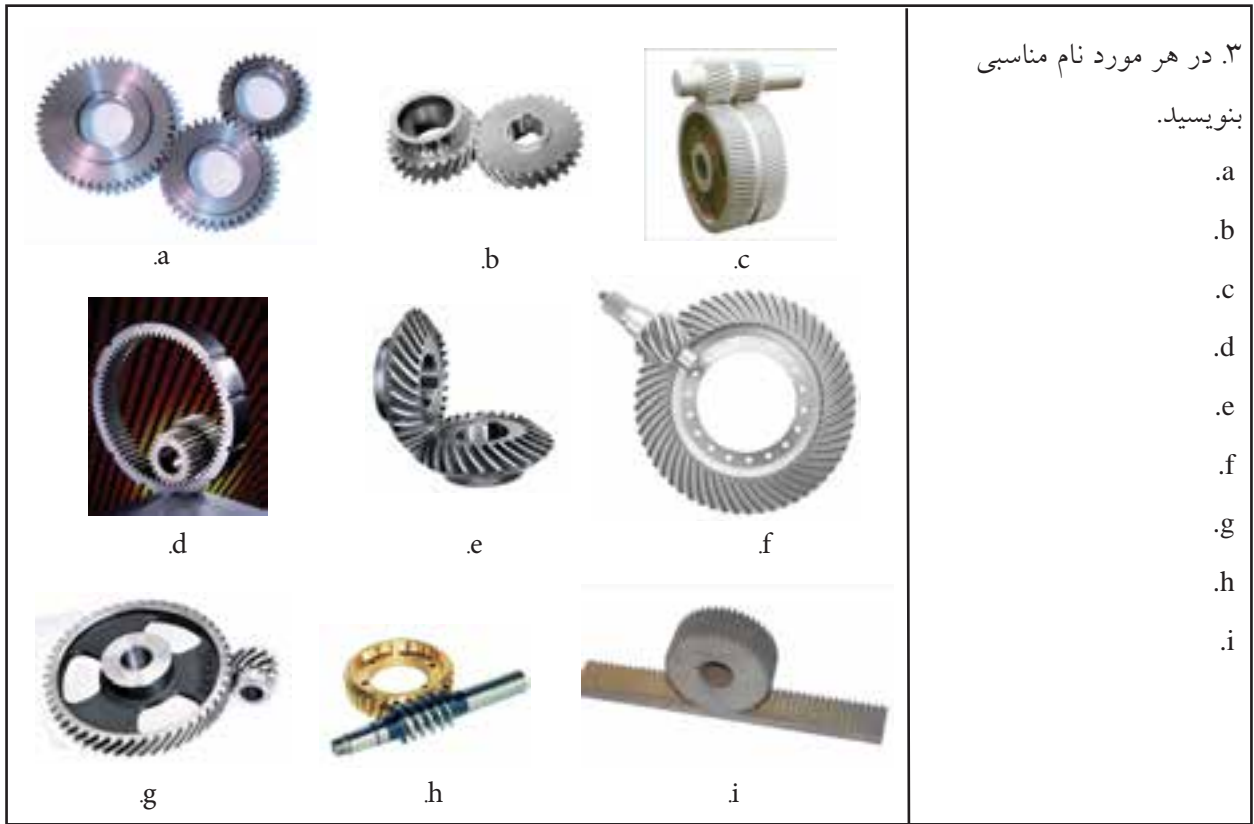 ۳. در هر مورد نام مناسبی
بنویسید.
.a
.b
.c
.d
.e
.f
.g
.h
.i
.a
.b
.c
.d
.e
.f
.g
.h
.i